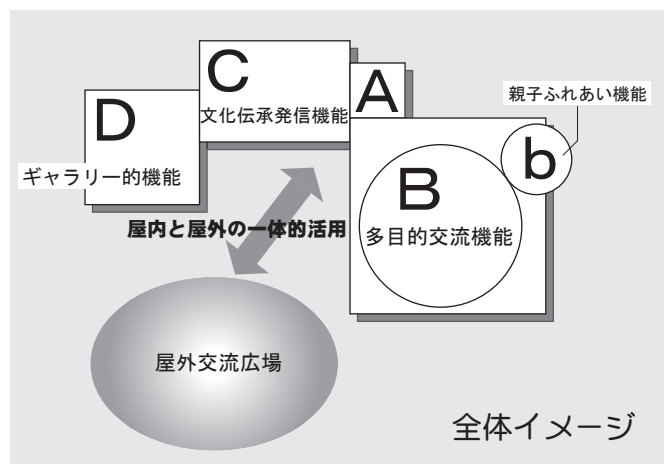 C
文化伝承発信機能
A
親子ふれあい機能
D
ギャラリー的機能
b
B
多目的交流機能
屋内と屋外の一体的活用
屋外交流広場
全体イメージ